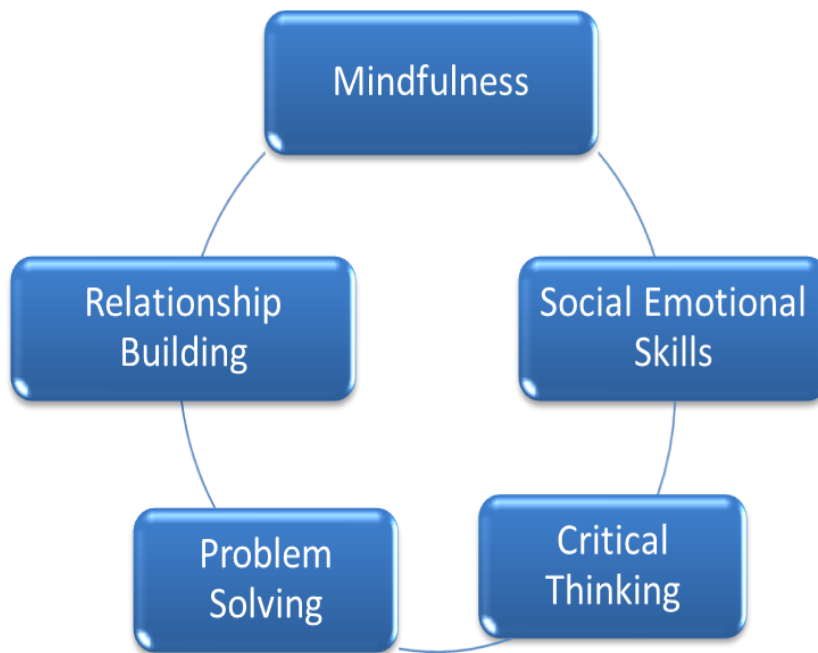 Mindfulness
Social Emotional
Skills
Critical
Thinking
Problem
Solving
Relationship
Building